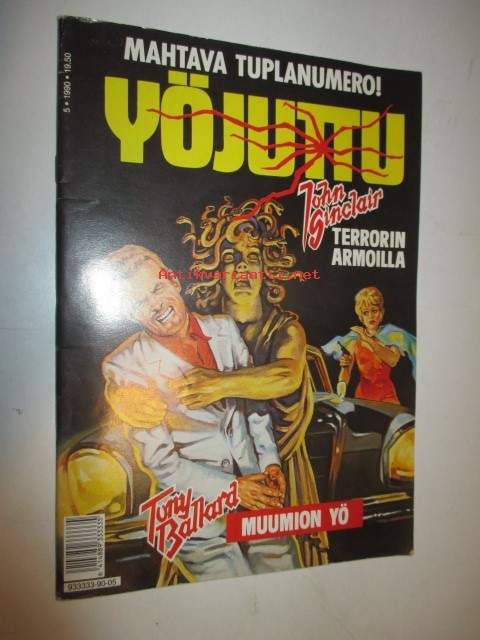 5 • 1990 • 19.50
MAHTAVA TUPLANUMERO!
YÖJUTTU
John
Sinclair
TERRORIN
ARMOILLA
Antikvariaatti.net
Tony
Ballard
MUUMION YÖ
933333-90-05